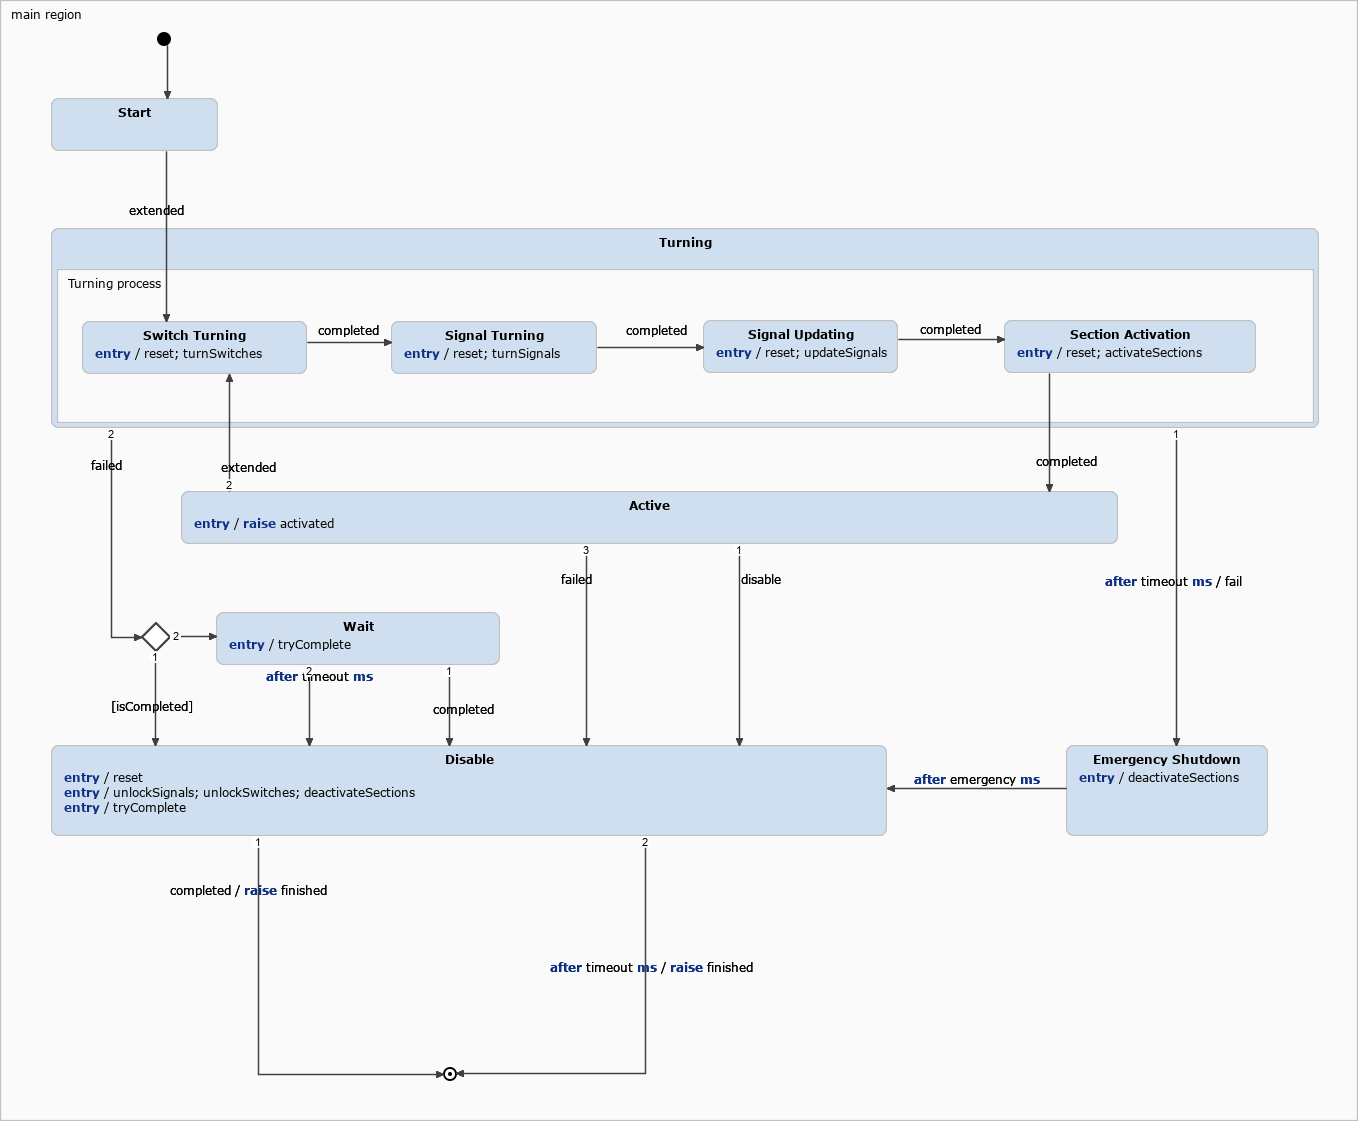 main region
Start
extended
Turning
Turning process
Switch Turning
entry / reset; turnSwitches
completed
Signal Turning
entry / reset; turnSignals
completed
Signal Updating
entry / reset; updateSignals
completed
Section Activation
entry / reset; activateSections
2
failed
extended
2
completed
1
Active
entry / raise activated
3
failed
1
disable
after timeout ms / fail
2
1
[isCompleted]
Wait
entry / tryComplete
2
after timeout ms
1
completed
Disable
entry / reset
entry / unlockSignals; unlockSwitches; deactivateSections
entry / tryComplete
after emergency ms
Emergency Shutdown
entry / deactivateSections
1
completed / raise finished
2
after timeout ms / raise finished